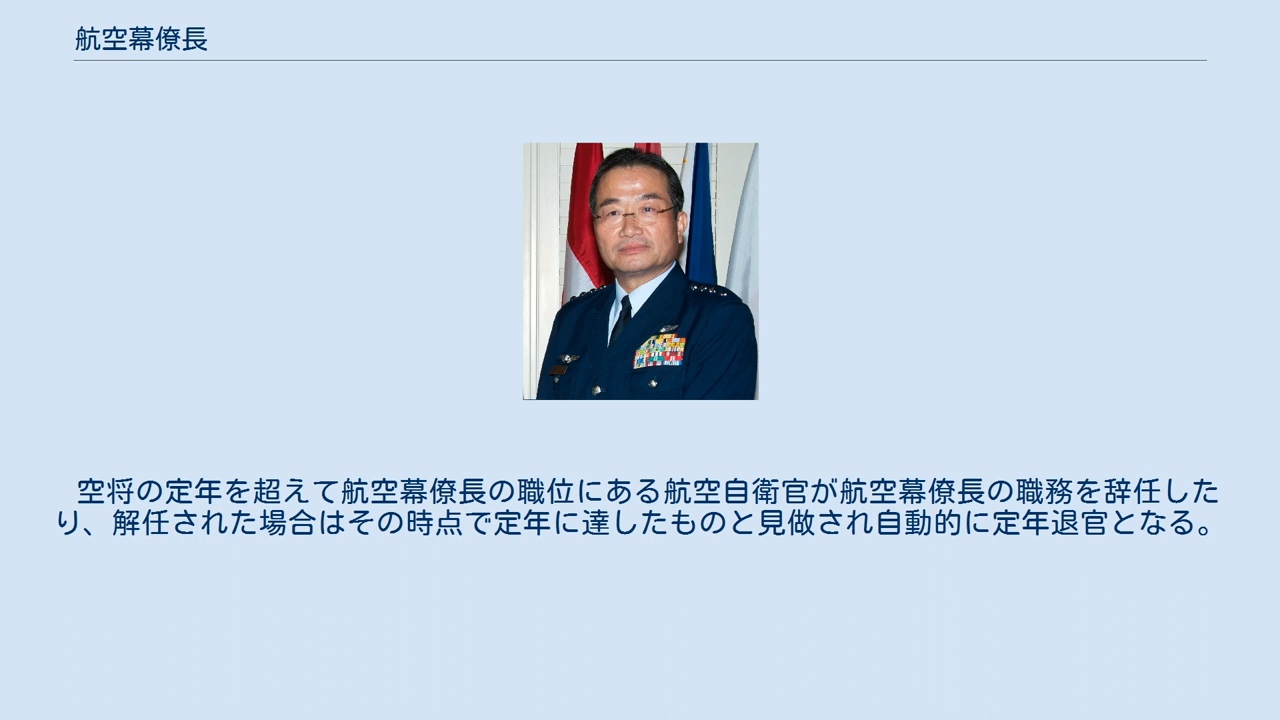 航空幕僚長
空将の定年を超えて航空幕僚長の職位にある航空自衛官が航空幕僚長の職務を辞任した
り、解任された場合はその時点で定年に達したものと見做され自動的に定年退官となる。